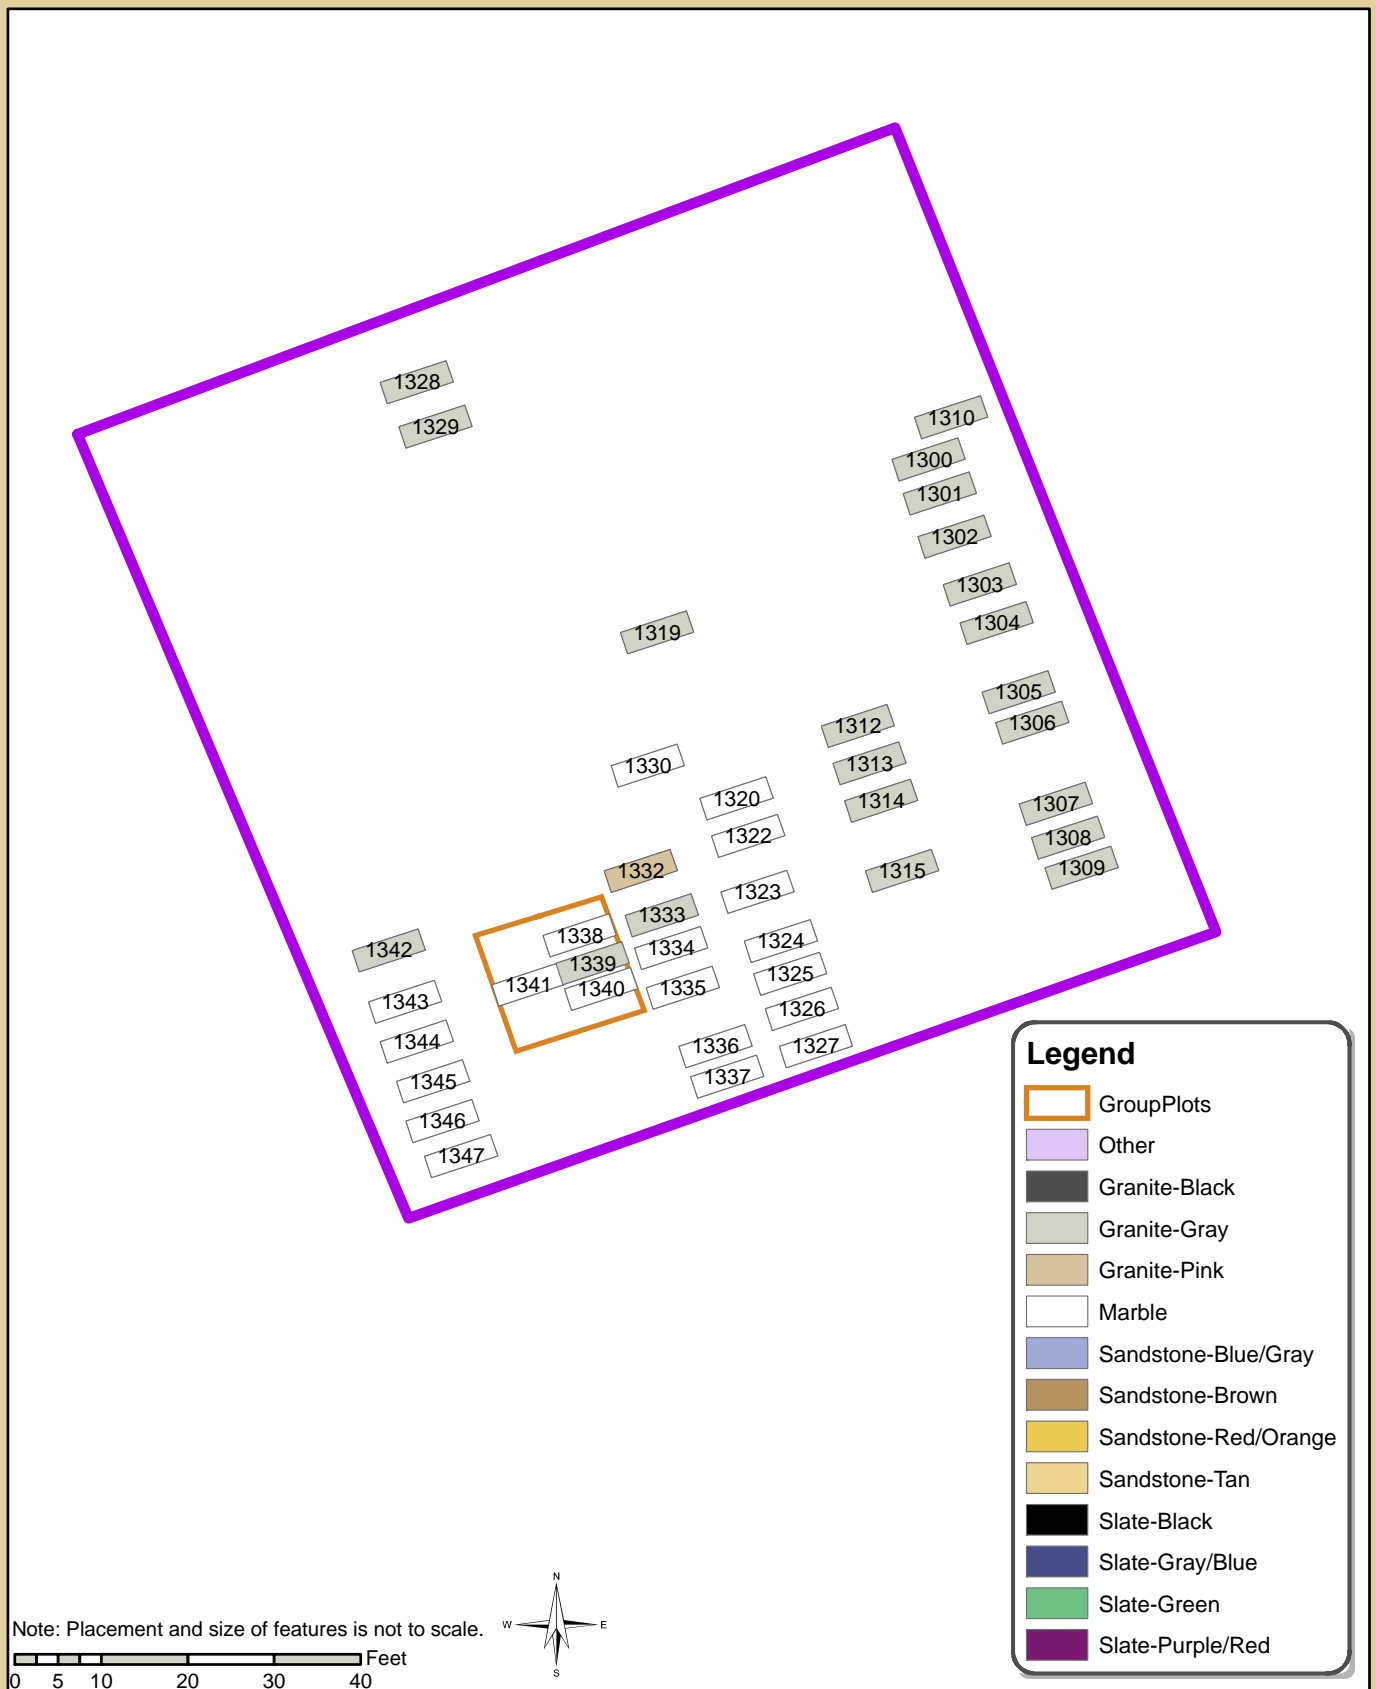 1328
1329
1310
1300
1301
1302
1303
1304
1319
1305
1306
1312
1313
1314
1330
1320
1322
1307
1308
1309
1315
1332
1323
1333
1334
1335
1324
1325
1326
1327
1336
1337
1338
1339
1340
1341
1342
1343
1344
1345
1346
1347
Legend
GroupPlots
Other
Granite-Black
Granite-Gray
Granite-Pink
Marble
Sandstone-Blue/Gray
Sandstone-Brown
Sandstone-Red/Orange
Sandstone-Tan
Slate-Black
Slate-Gray/Blue
Slate-Green
Slate-Purple/Red
N
W E
S
Note: Placement and size of features is not to scale.
Feet
0 5 10 20 30 40